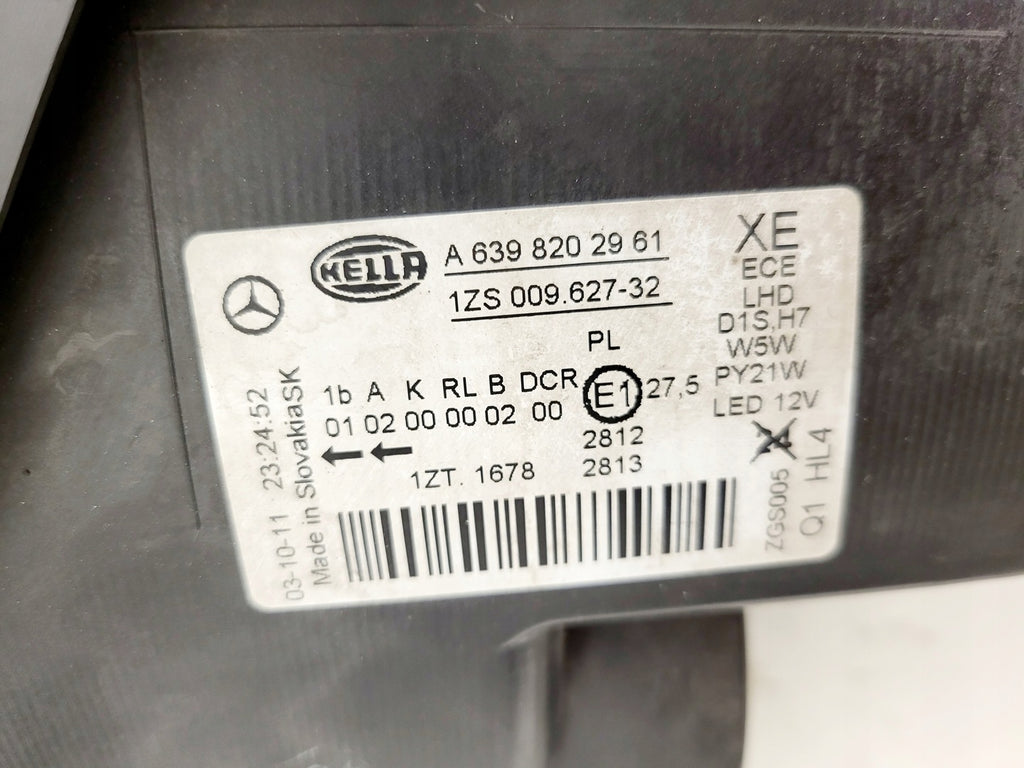 HELLA
A 639 820 2961
1ZS 009.627-32
XE
ECE
LHD
D1S,H7
W5W
PY21W
LED 12V
PL
1b A K RL B DCR
01 02 00 00 02 00
E1 27,5
2812
2813
1ZT. 1678
03-10-11 23:24:52
Made in SlovakiaSK
ZGS005
Q1 HL4